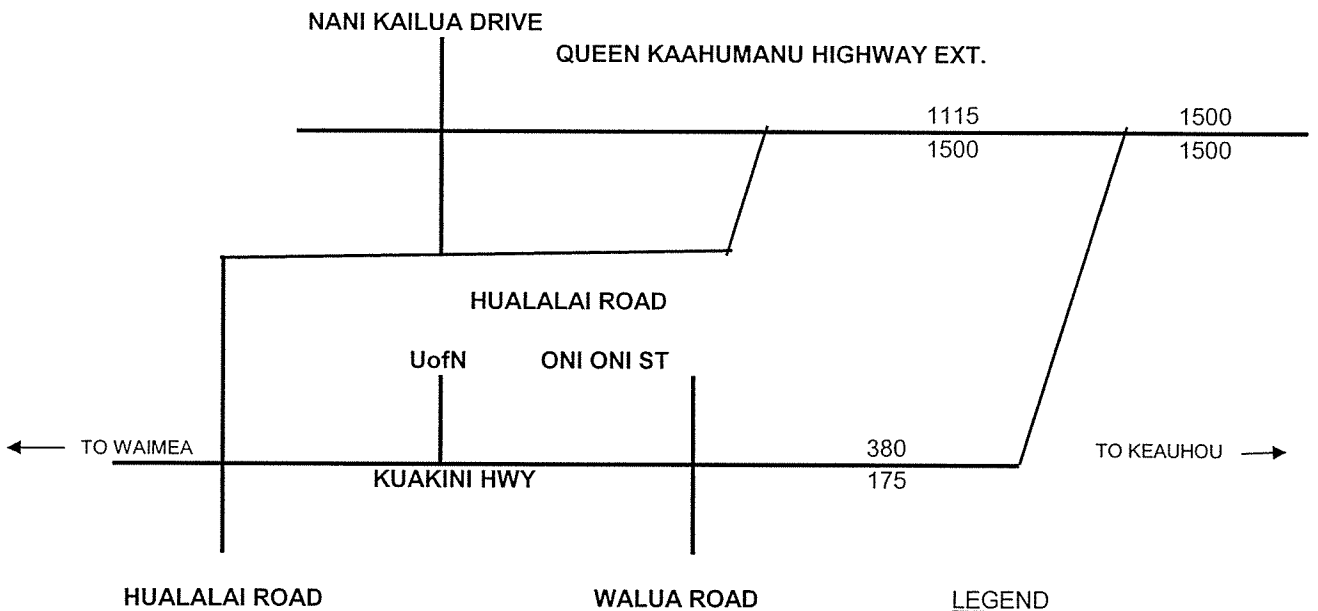 NANI KAILUA DRIVE
QUEEN KAAHUMANU HIGHWAY EXT.
1115
1500
1500
1500
HUALALAI ROAD
UofN
ONI ONI ST
TO WAIMEA
380
TO KEAUHOU
KUAKINI HWY
175
HUALALAI ROAD
WALUA ROAD
LEGEND